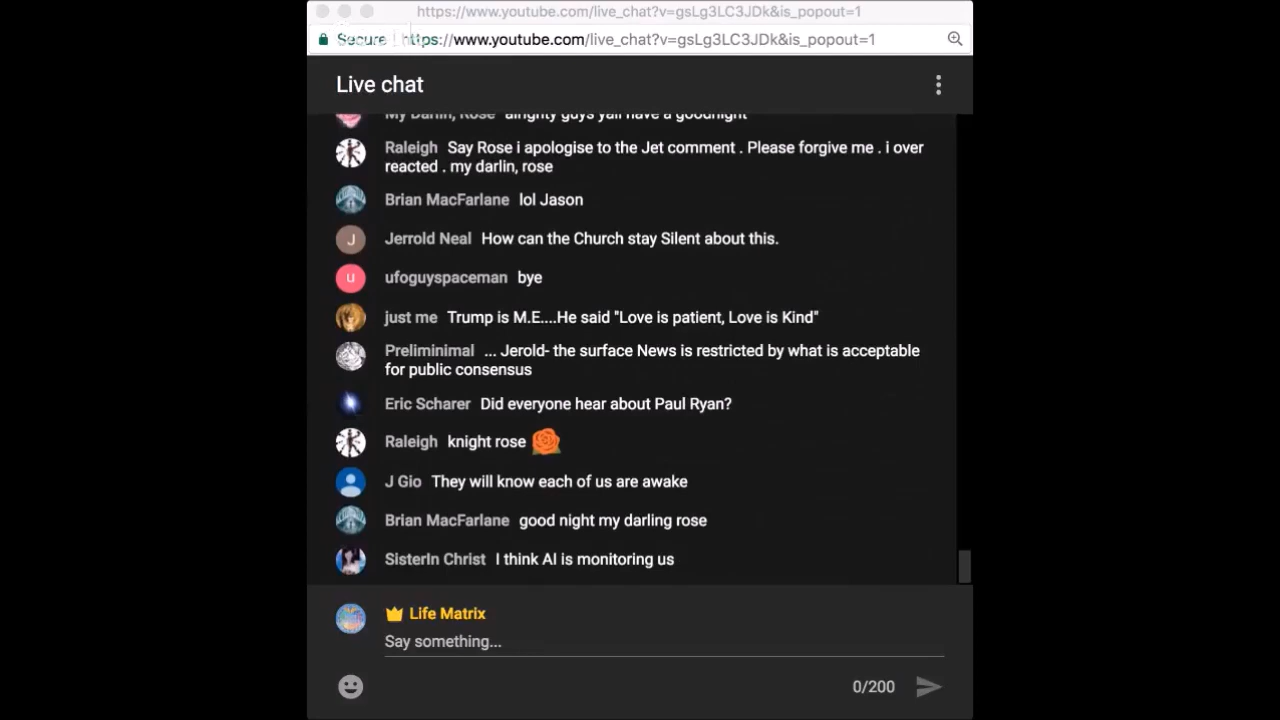 https://www.youtube.com/live_chat?v=gsLg3LC3JDk&is_popout=1
Secure https://www.youtube.com/live_chat?v=gsLg3LC3JDk&is_popout=1
Live chat
My Darlin, Rose alrighty guys yall have a goodnight
Raleigh Say Rose i apologise to the Jet comment . Please forgive me . i over
reacted . my darlin, rose
Brian MacFarlane lol Jason
J Jerrold Neal How can the Church stay Silent about this.
u ufoguyspaceman bye
just me Trump is M.E....He said "Love is patient, Love is Kind"
Preliminimal ... Jerold- the surface News is restricted by what is acceptable
for public consensus
Eric Scharer Did everyone hear about Paul Ryan?
Raleigh knight rose
J Gio They will know each of us are awake
Brian MacFarlane good night my darling rose
SisterIn Christ I think AI is monitoring us
Life Matrix
Say something...
0/200